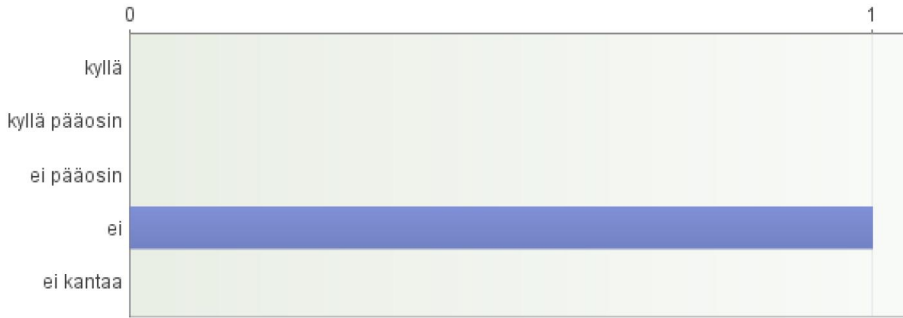 0 1
kyllä
kyllä pääosin
ei pääosin
ei
ei kantaa